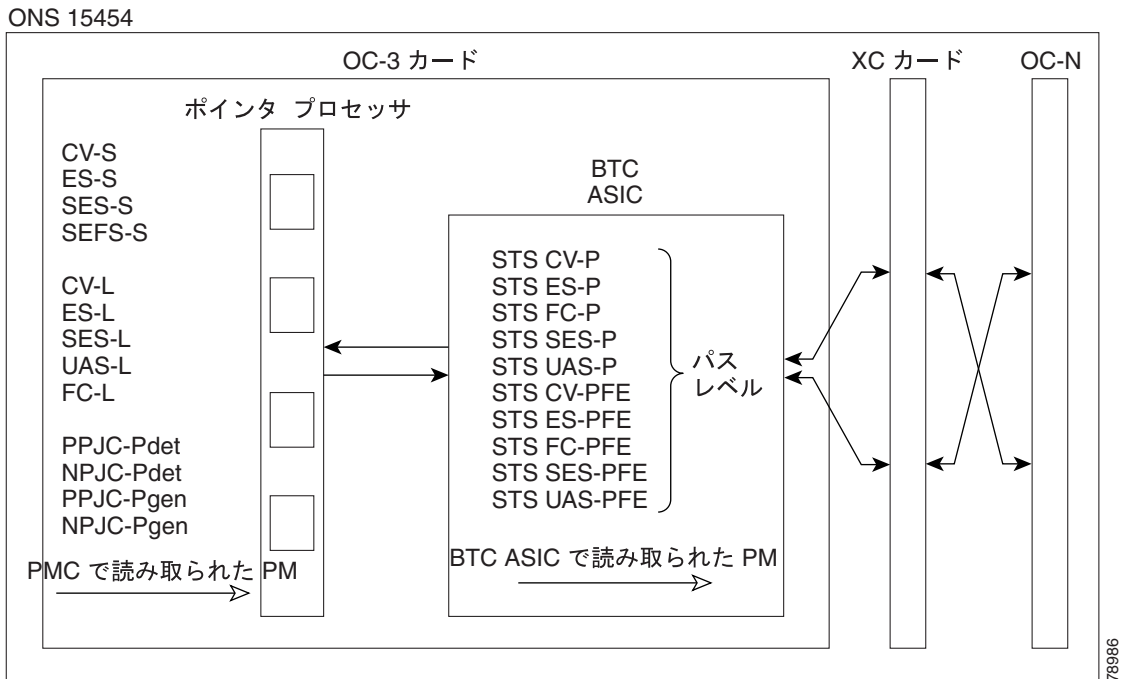 ONS 15454
OC-3 カード
XC カード
OC-N
ポインタ プロセッサ
CV-S
ES-S
SES-S
SEFS-S
CV-L
ES-L
SES-L
UAS-L
FC-L
PPJC-Pdet
NPJC-Pdet
PPJC-Pgen
NPJC-Pgen
PMC で読み取られた PM
BTC
ASIC
STS CV-P
STS ES-P
STS FC-P
STS SES-P
STS UAS-P
STS CV-PFE
STS ES-PFE
STS FC-PFE
STS SES-PFE
STS UAS-PFE
パス
レベル
BTC ASIC で読み取られた PM
78986